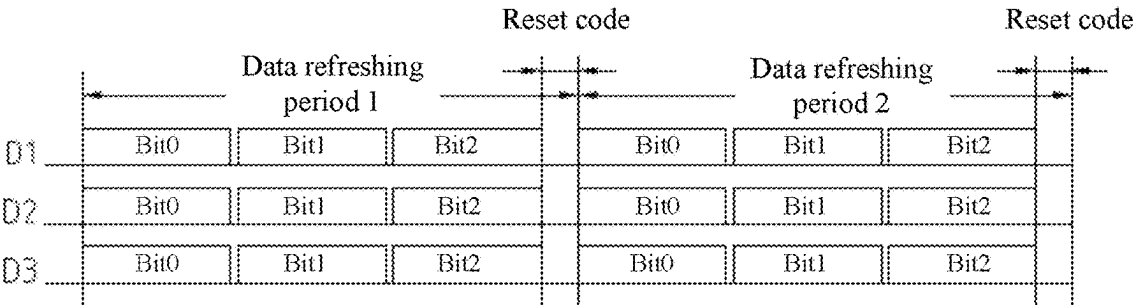 Reset code Reset code
Data refreshing Data refreshing
period 1 period 2
D1 Bit0 Bit1 Bit2 Bit0 Bit1 Bit2
D2 Bit0 Bit1 Bit2 Bit0 Bit1 Bit2
D3 Bit0 Bit1 Bit2 Bit0 Bit1 Bit2